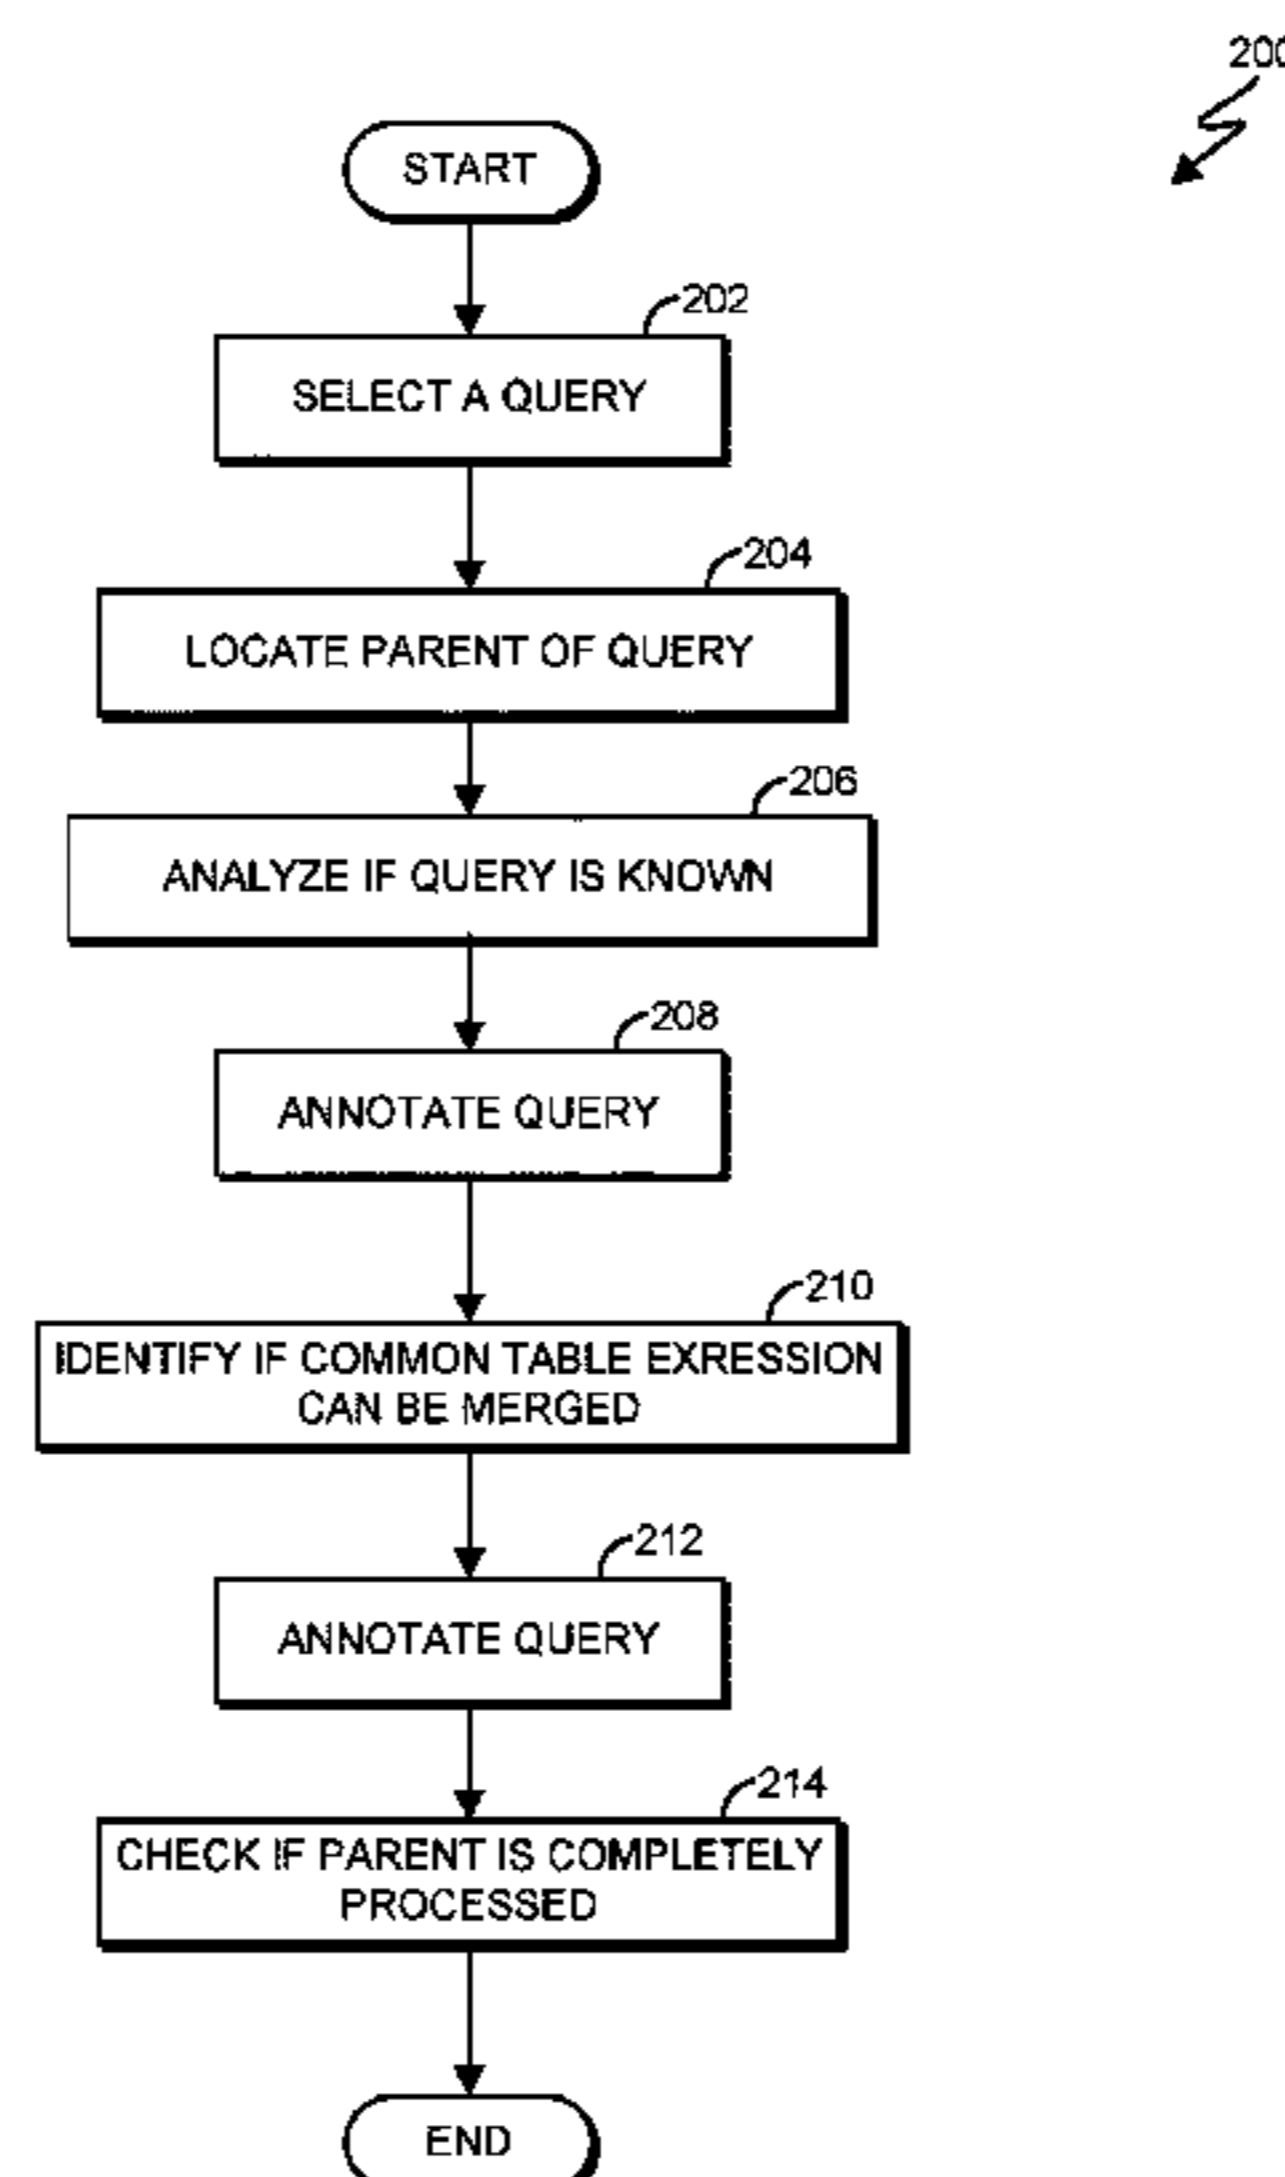 200
START
202
SELECT A QUERY
204
LOCATE PARENT OF QUERY
206
ANALYZE IF QUERY IS KNOWN
208
ANNOTATE QUERY
210
IDENTIFY IF COMMON TABLE EXRESSION
CAN BE MERGED
212
ANNOTATE QUERY
214
CHECK IF PARENT IS COMPLETELY
PROCESSED
END